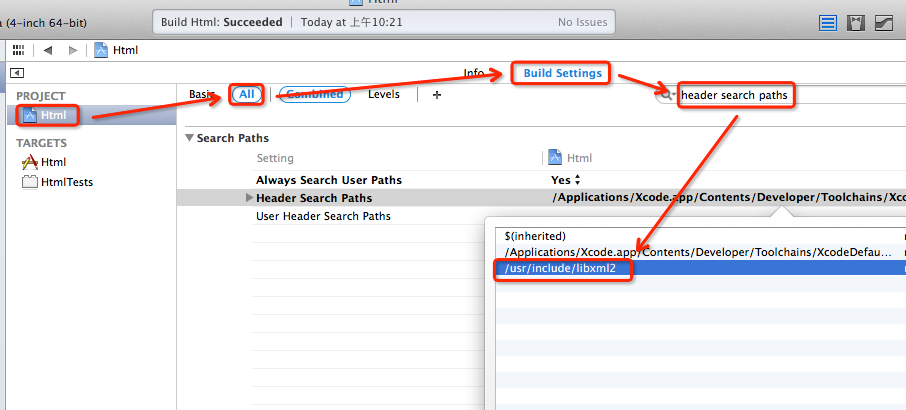 Html
a (4-inch 64-bit)
Build Html: Succeeded | Today at 上午10:21
No Issues
Html
Info
Build Settings
PROJECT
Html
TARGETS
Html
HtmlTests
Basic
All
Combined
Levels
+
header search paths
Search Paths
Setting
Html
Always Search User Paths
Yes
Header Search Paths
/Applications/Xcode.app/Contents/Developer/Toolchains/Xc
User Header Search Paths
$(inherited)
/Applications/Xcode.app/Contents/Developer/Toolchains/XcodeDefau...
/usr/include/libxml2